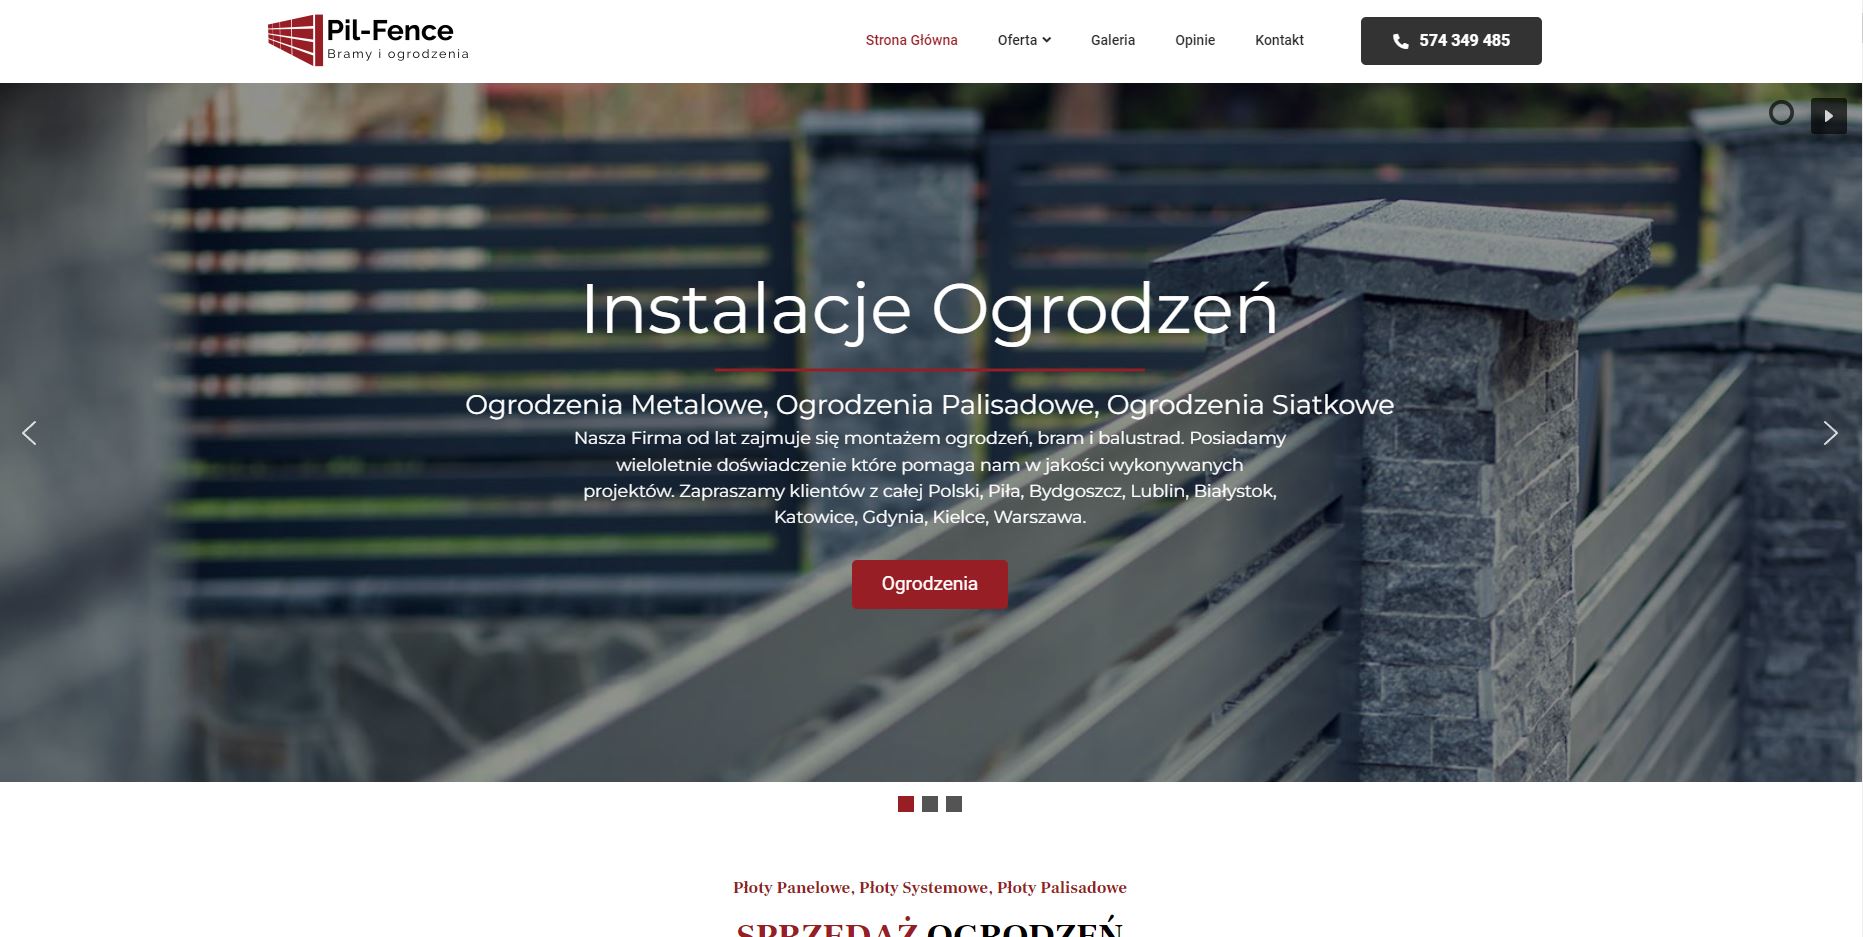 Pil-Fence
Bramy i ogrodzenia
Strona Główna
Oferta
Galeria
Opinie
Kontakt
574 349 485
Instalacje Ogrodzeń
Ogrodzenia Metalowe, Ogrodzenia Palisadowe, Ogrodzenia Siatkowe
Nasza Firma od lat zajmuje się montażem ogrodzeń, bram i balustrad. Posiadamy
wieloletnie doświadczenie które pomaga nam w jakości wykonywanych
projektów. Zapraszamy klientów z całej Polski, Piła, Bydgoszcz, Lublin, Białystok,
Katowice, Gdynia, Kielce, Warszawa.
Ogrodzenia
Płoty Panelowe, Płoty Systemowe, Płoty Palisadowe
SPRZEDAŻ OGRODZEŃ